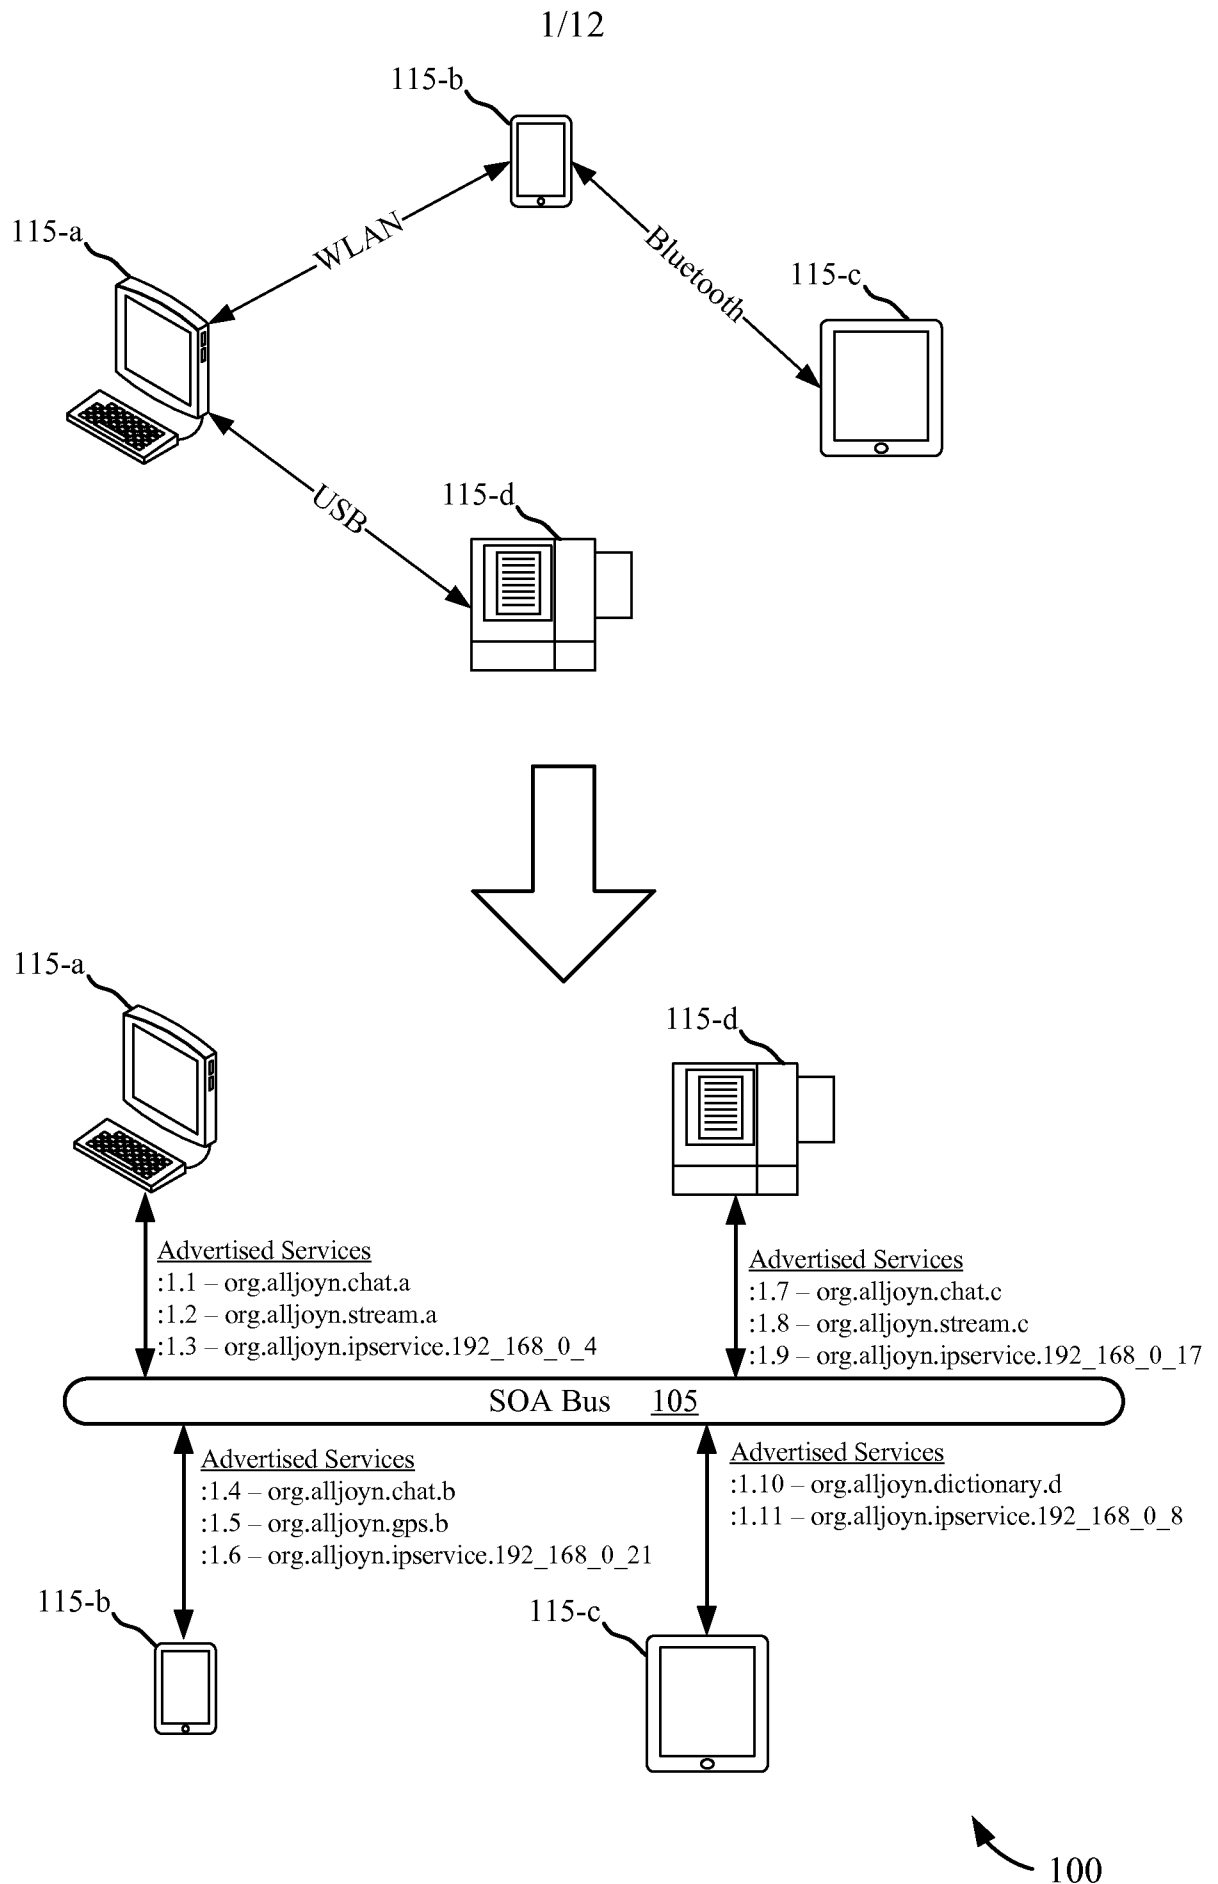 1/12
115-b
WLAN
Bluetooth
115-a
115-c
USB
115-d
115-a
115-d
Advertised Services
:1.1 – org.alljoyn.chat.a
:1.2 – org.alljoyn.stream.a
:1.3 – org.alljoyn.ipservice.192_168_0_4
Advertised Services
:1.7 – org.alljoyn.chat.c
:1.8 – org.alljoyn.stream.c
:1.9 – org.alljoyn.ipservice.192_168_0_17
SOA Bus 105
Advertised Services
:1.4 – org.alljoyn.chat.b
:1.5 – org.alljoyn.gps.b
:1.6 – org.alljoyn.ipservice.192_168_0_21
Advertised Services
:1.10 – org.alljoyn.dictionary.d
:1.11 – org.alljoyn.ipservice.192_168_0_8
115-b
115-c
100